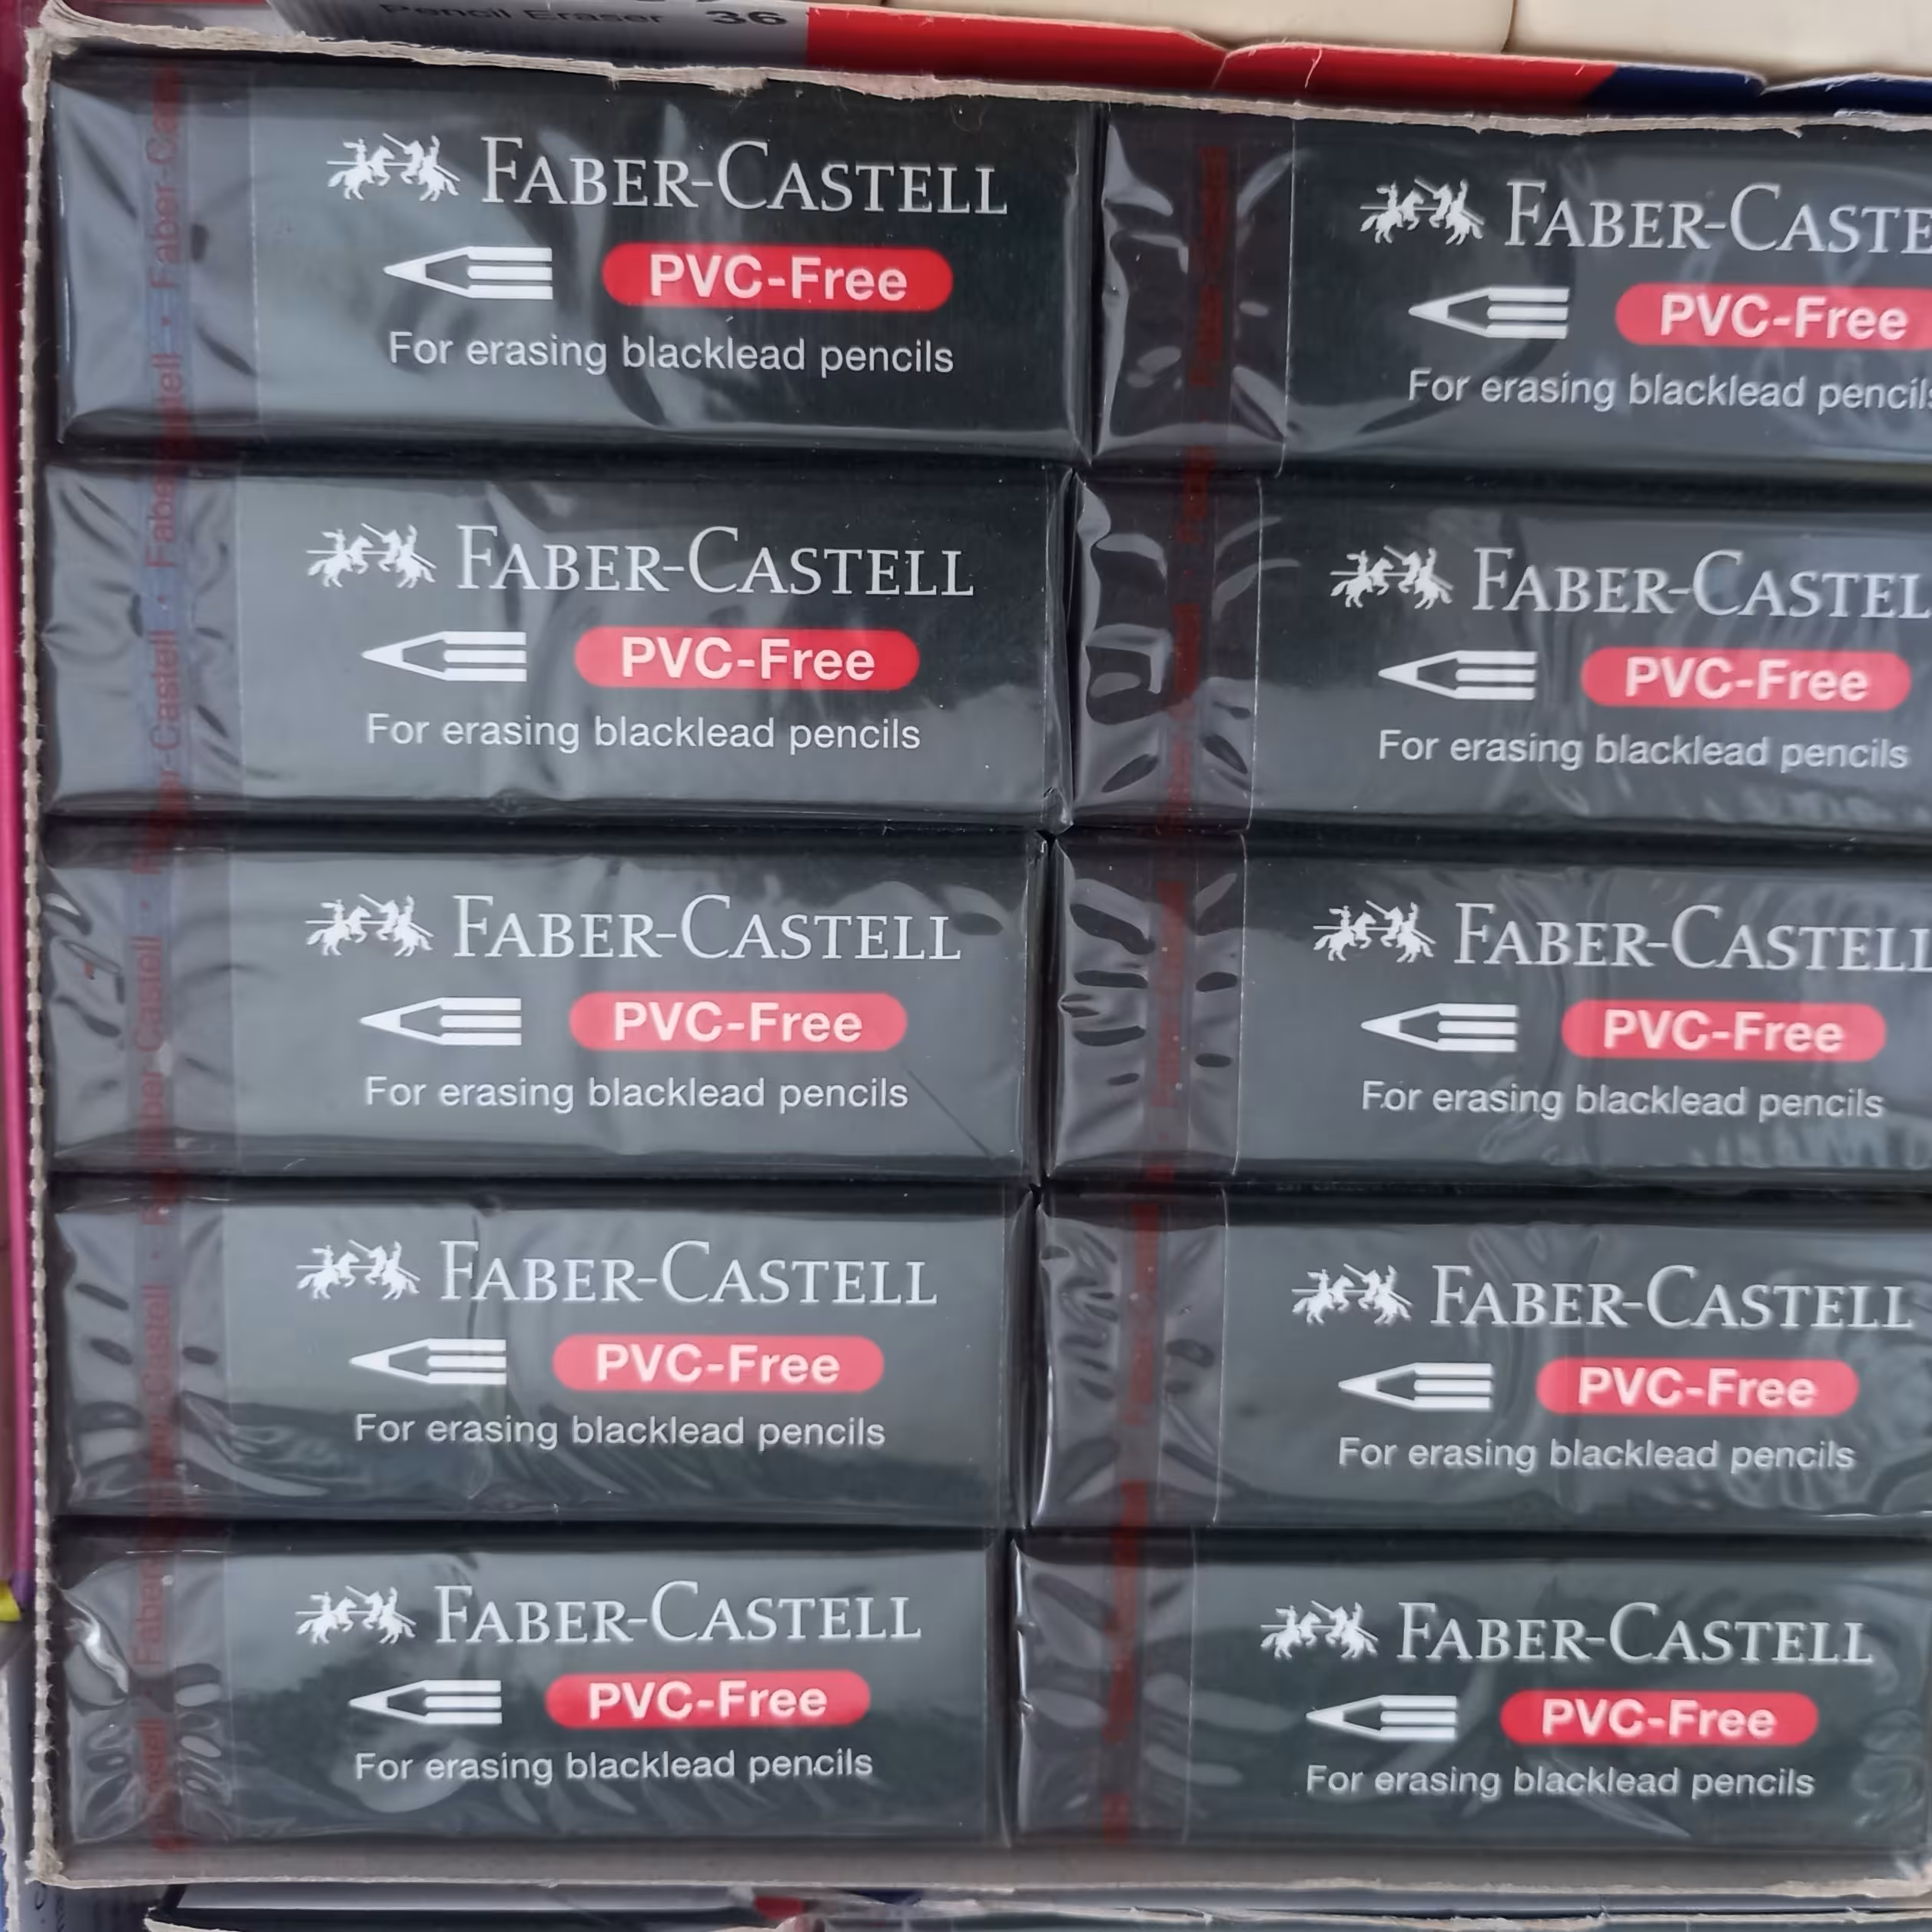 Pencil Eraser 36
FABER-CASTELL
PVC-Free
For erasing blacklead pencils
FABER-CASTE
PVC-Free
For erasing blacklead pencils
FABER-CASTELL
PVC-Free
For erasing blacklead pencils
FABER-CASTEL
PVC-Free
For erasing blacklead pencils
FABER-CASTELL
PVC-Free
For erasing blacklead pencils
FABER-CASTELL
PVC-Free
For erasing blacklead pencils
FABER-CASTELL
PVC-Free
For erasing blacklead pencils
FABER-CASTELL
PVC-Free
For erasing blacklead pencils
FABER-CASTELL
PVC-Free
For erasing blacklead pencils
FABER-CASTELL
PVC-Free
For erasing blacklead pencils